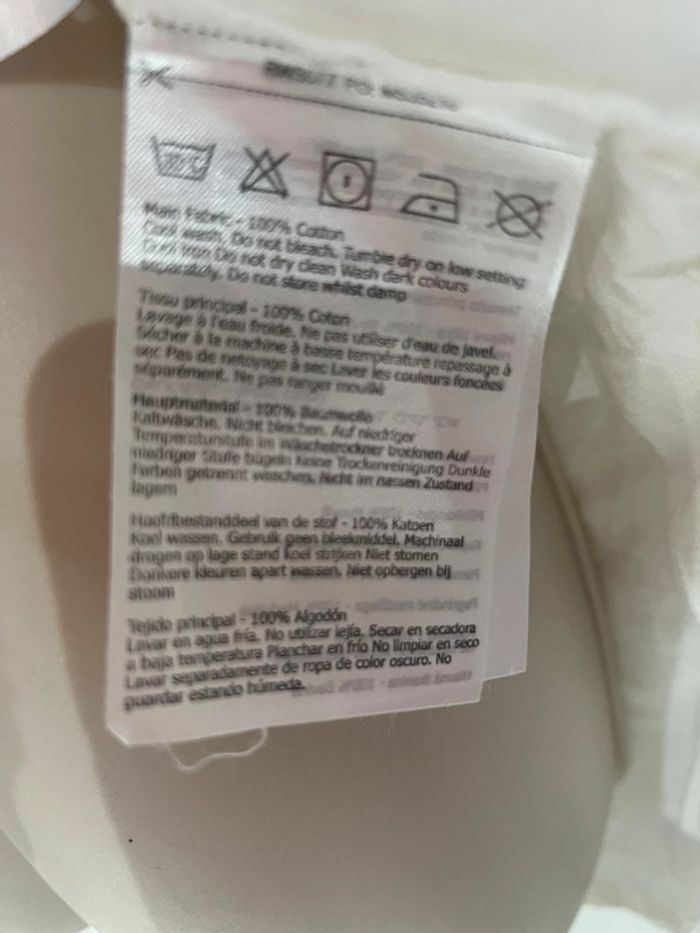 30°C
Main Fabric - 100% Cotton
Cool wash. Do not bleach. Tumble dry on low setting
Cool iron Do not dry clean Wash dark colours
separately. Do not store whilst damp
Tissu principal - 100% Coton
Lavage à l'eau froide. Ne pas utiliser d'eau de javel.
Sécher à la machine à basse température repassage à
sec Pas de nettoyage à sec Laver les couleurs foncées
séparément. Ne pas ranger mouillé
Hauptmaterial - 100% Baumwolle
Kaltwäsche. Nicht bleichen. Auf niedriger
Temperaturstufe im Wäschetrockner trocknen Auf
niedriger Stufe bügeln Keine Trockenreinigung Dunkle
Farben getrennt waschen. Nicht im nassen Zustand
lagern
Hoofdbestanddeel van de stof - 100% Katoen
Koel wassen. Gebruik geen bleekmiddel. Machinaal
drogen op lage stand koel strijken Niet stomen
Donkere kleuren apart wassen. Niet opbergen bij
stoom
Tejido principal - 100% Algodón
Lavar en agua fría. No utilizar lejía. Secar en secadora
a baja temperatura Planchar en frío No limpiar en seco
Lavar separadamente de ropa de color oscuro. No
guardar estando húmeda.